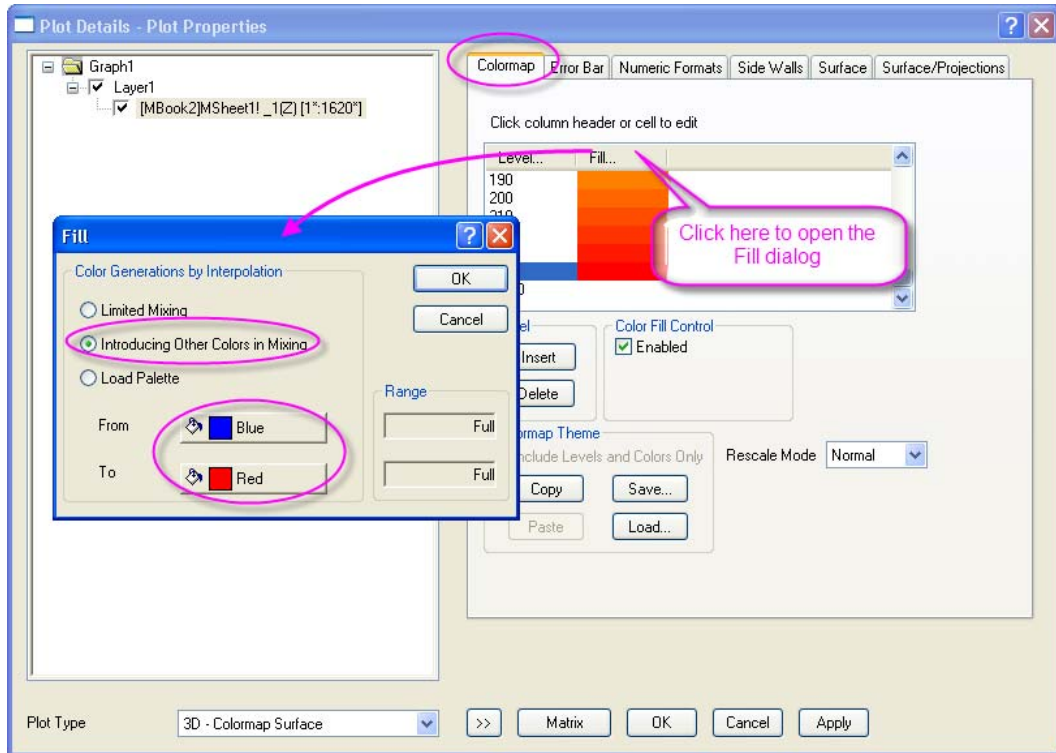 Plot Details - Plot Properties
Graph1
Layer1
[MBook2]MSheet1! _1(Z) [1*:1620*]
Colormap
Error Bar
Numeric Formats
Side Walls
Surface
Surface/Projections
Click column header or cell to edit
Level...
Fill...
190
200
210
Click here to open the
Fill dialog
Fill
Color Generations by Interpolation
Limited Mixing
Introducing Other Colors in Mixing
Load Palette
From
Blue
To
Red
OK
Cancel
Range
Full
Full
Insert
Delete
Color Fill Control
Enabled
Theme
Levels and Colors Only
Copy
Save...
Paste
Load...
Rescale Mode
Normal
Plot Type
3D - Colormap Surface
>>
Matrix
OK
Cancel
Apply